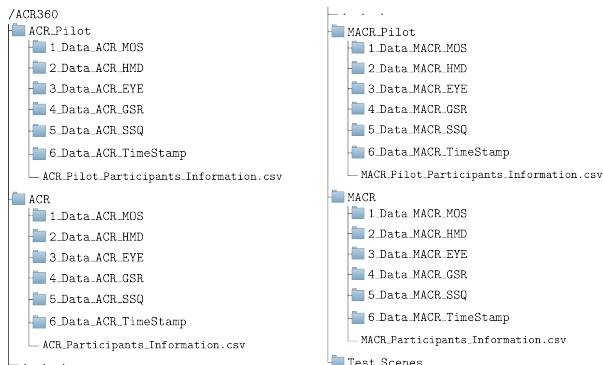 /ACR360
ACR_Pilot
1_Data_ACR_MOS
2_Data_ACR_HMD
3_Data_ACR_EYE
4_Data_ACR_GSR
5_Data_ACR_SSQ
6_Data_ACR_TimeStamp
ACR_Pilot_Participants_Information.csv
ACR
1_Data_ACR_MOS
2_Data_ACR_HMD
3_Data_ACR_EYE
4_Data_ACR_GSR
5_Data_ACR_SSQ
6_Data_ACR_TimeStamp
ACR_Participants_Information.csv
. . .
MACR_Pilot
1_Data_MACR_MOS
2_Data_MACR_HMD
3_Data_MACR_EYE
4_Data_MACR_GSR
5_Data_MACR_SSQ
6_Data_MACR_TimeStamp
MACR_Pilot_Participants_Information.csv
MACR
1_Data_MACR_MOS
2_Data_MACR_HMD
3_Data_MACR_EYE
4_Data_MACR_GSR
5_Data_MACR_SSQ
6_Data_MACR_TimeStamp
MACR_Participants_Information.csv
Test_Scenes